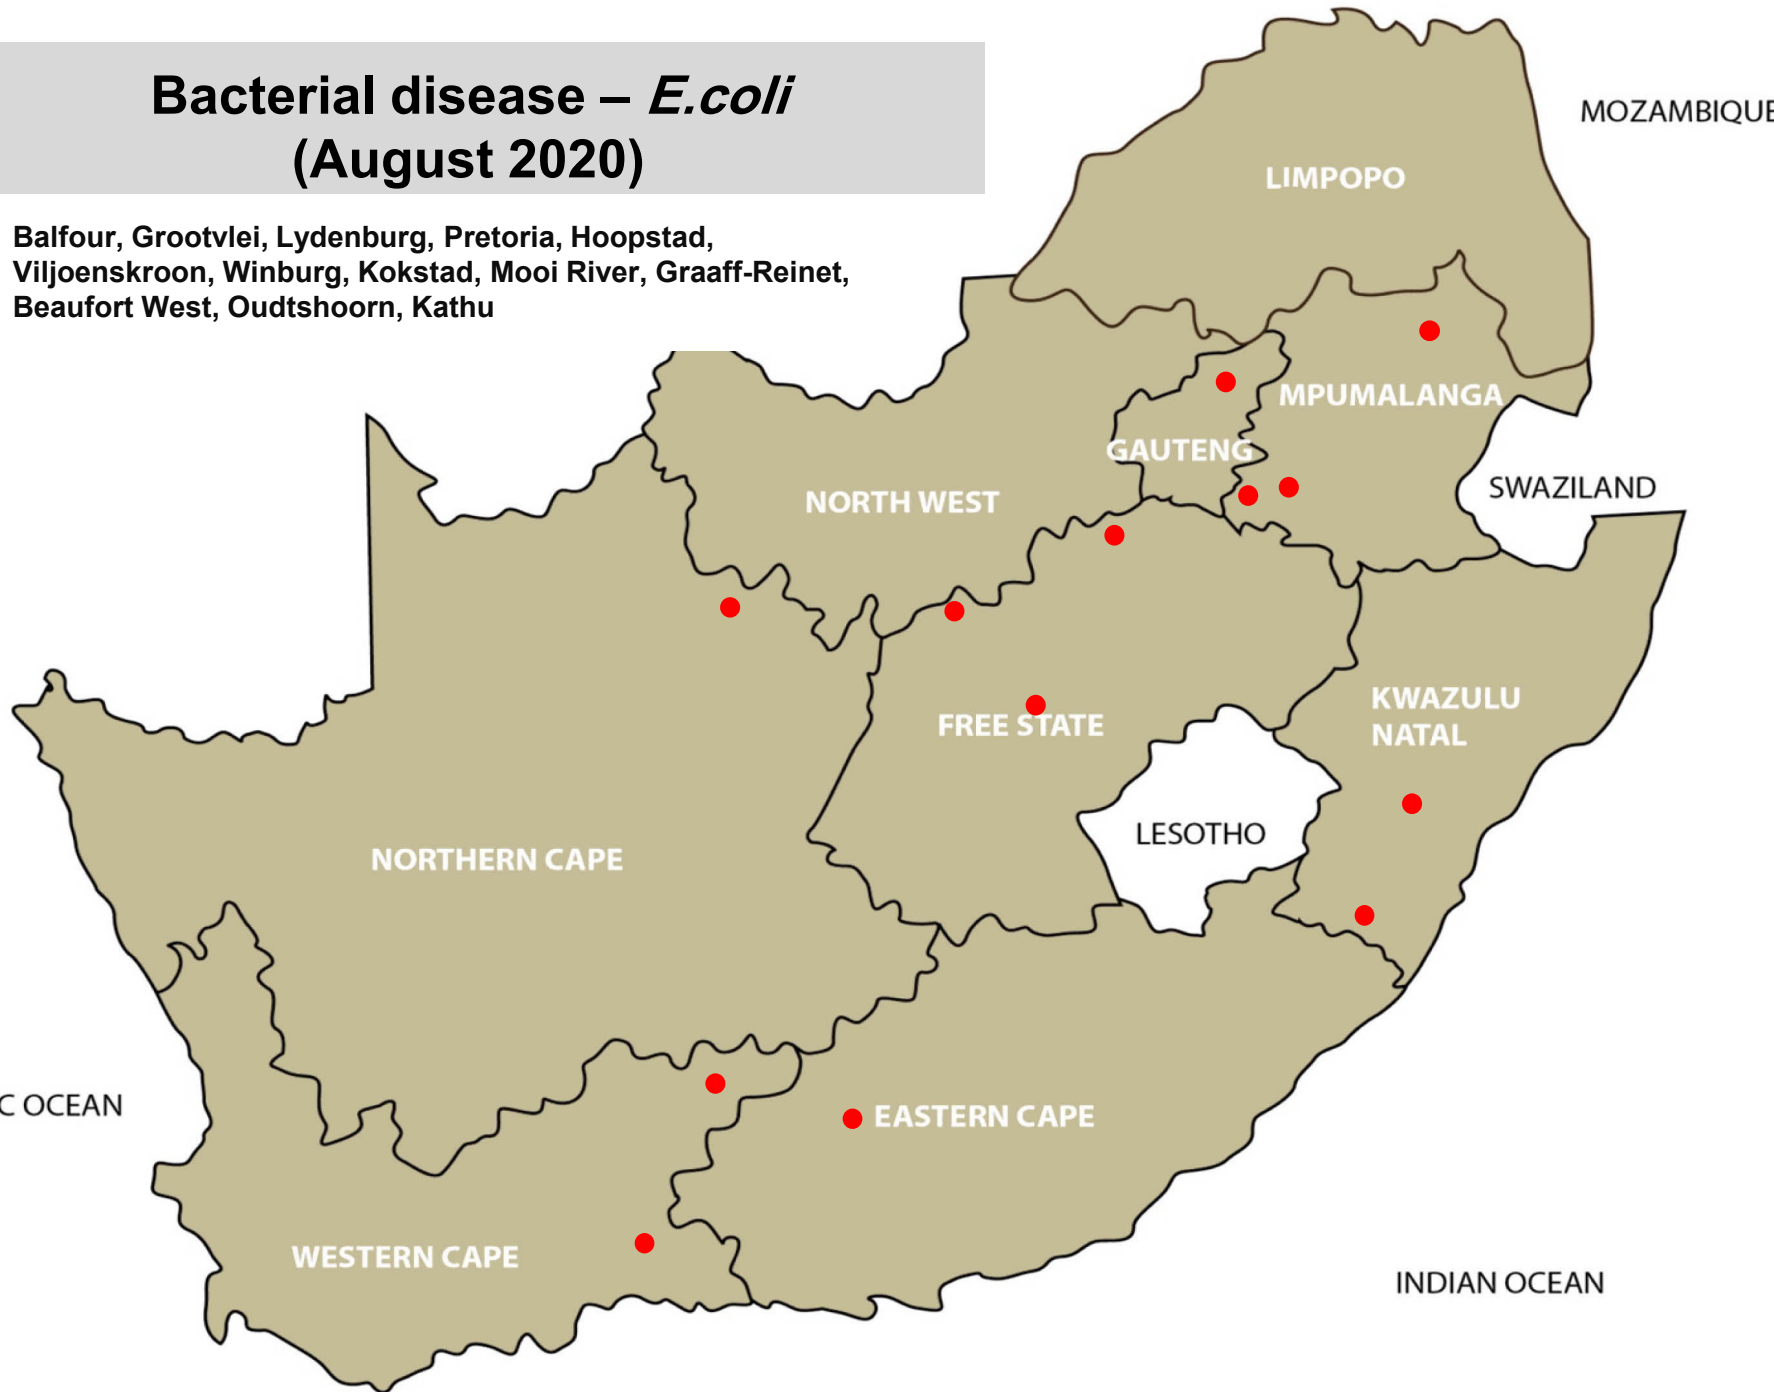 Bacterial disease – E.coli
(August 2020)
Balfour, Grootvlei, Lydenburg, Pretoria, Hoopstad,
Viljoenskroon, Winburg, Kokstad, Mooi River, Graaff-Reinet,
Beaufort West, Oudtshoorn, Kathu
MOZAMBIQUE
LIMPOPO
MPUMALANGA
GAUTENG
NORTH WEST
SWAZILAND
KWAZULU
NATAL
FREE STATE
LESOTHO
NORTHERN CAPE
C OCEAN
EASTERN CAPE
WESTERN CAPE
INDIAN OCEAN